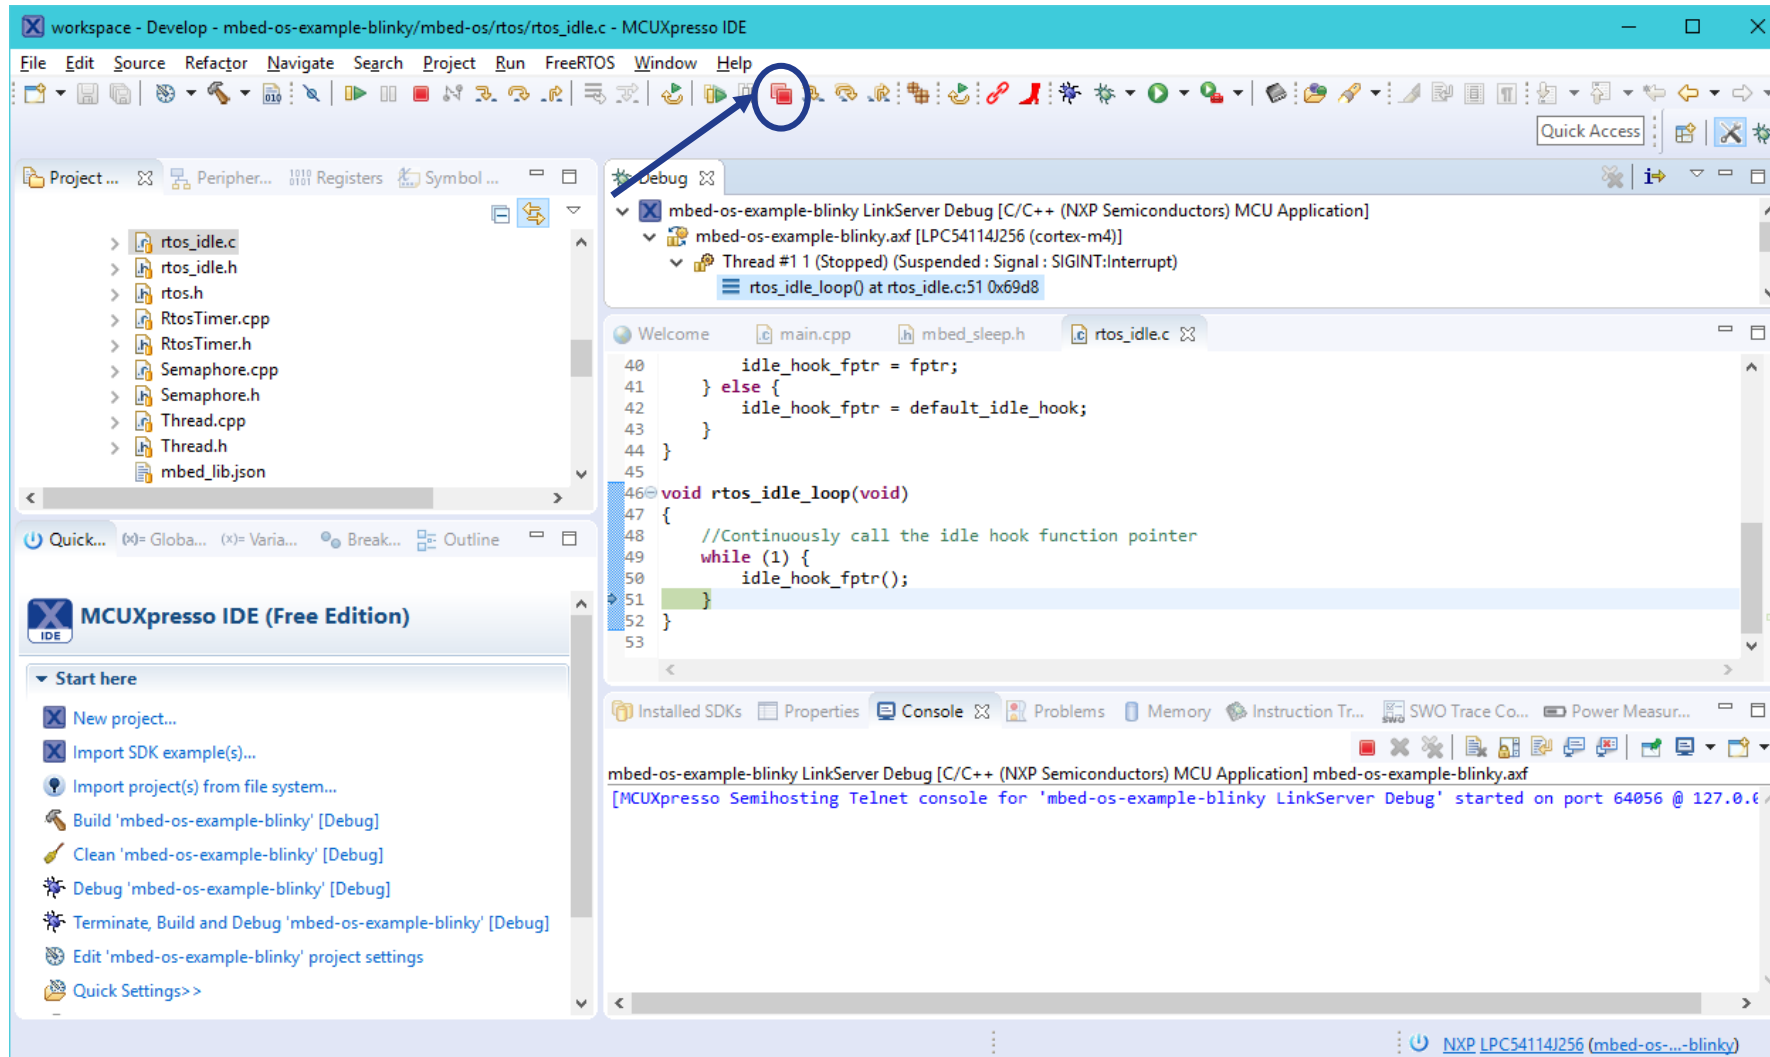 workspace - Develop - mbed-os-example-blinky/mbed-os/rtos/rtos_idle.c - MCUXpresso IDE
File Edit Source Refactor Navigate Search Project Run FreeRTOS Window Help
Quick Access
Project ... Peripher... Registers Symbol ...
rtos_idle.c
rtos_idle.h
rtos.h
RtosTimer.cpp
RtosTimer.h
Semaphore.cpp
Semaphore.h
Thread.cpp
Thread.h
mbed_lib.json
Debug
mbed-os-example-blinky LinkServer Debug [C/C++ (NXP Semiconductors) MCU Application]
mbed-os-example-blinky.axf [LPC54114J256 (cortex-m4)]
Thread #1 1 (Stopped) (Suspended : Signal : SIGINT:Interrupt)
rtos_idle_loop() at rtos_idle.c:51 0x69d8
Welcome main.cpp mbed_sleep.h rtos_idle.c
40 idle_hook_fptr = fptr;
41 } else {
42 idle_hook_fptr = default_idle_hook;
43 }
44 }
45
46 void rtos_idle_loop(void)
47 {
48 //Continuously call the idle hook function pointer
49 while (1) {
50 idle_hook_fptr();
51 }
52 }
53
Quick... (x)= Globa... (x)= Varia... Break... Outline
IDE
MCUXpresso IDE (Free Edition)
Start here
New project...
Import SDK example(s)...
Import project(s) from file system...
Build 'mbed-os-example-blinky' [Debug]
Clean 'mbed-os-example-blinky' [Debug]
Debug 'mbed-os-example-blinky' [Debug]
Terminate, Build and Debug 'mbed-os-example-blinky' [Debug]
Edit 'mbed-os-example-blinky' project settings
Quick Settings>>
Installed SDKs Properties Console Problems Memory Instruction Tr... SWO Trace Co... Power Measur...
mbed-os-example-blinky LinkServer Debug [C/C++ (NXP Semiconductors) MCU Application] mbed-os-example-blinky.axf
[MCUXpresso Semihosting Telnet console for 'mbed-os-example-blinky LinkServer Debug' started on port 64056 @ 127.0.
NXP LPC54114J256 (mbed-os-...-blinky)